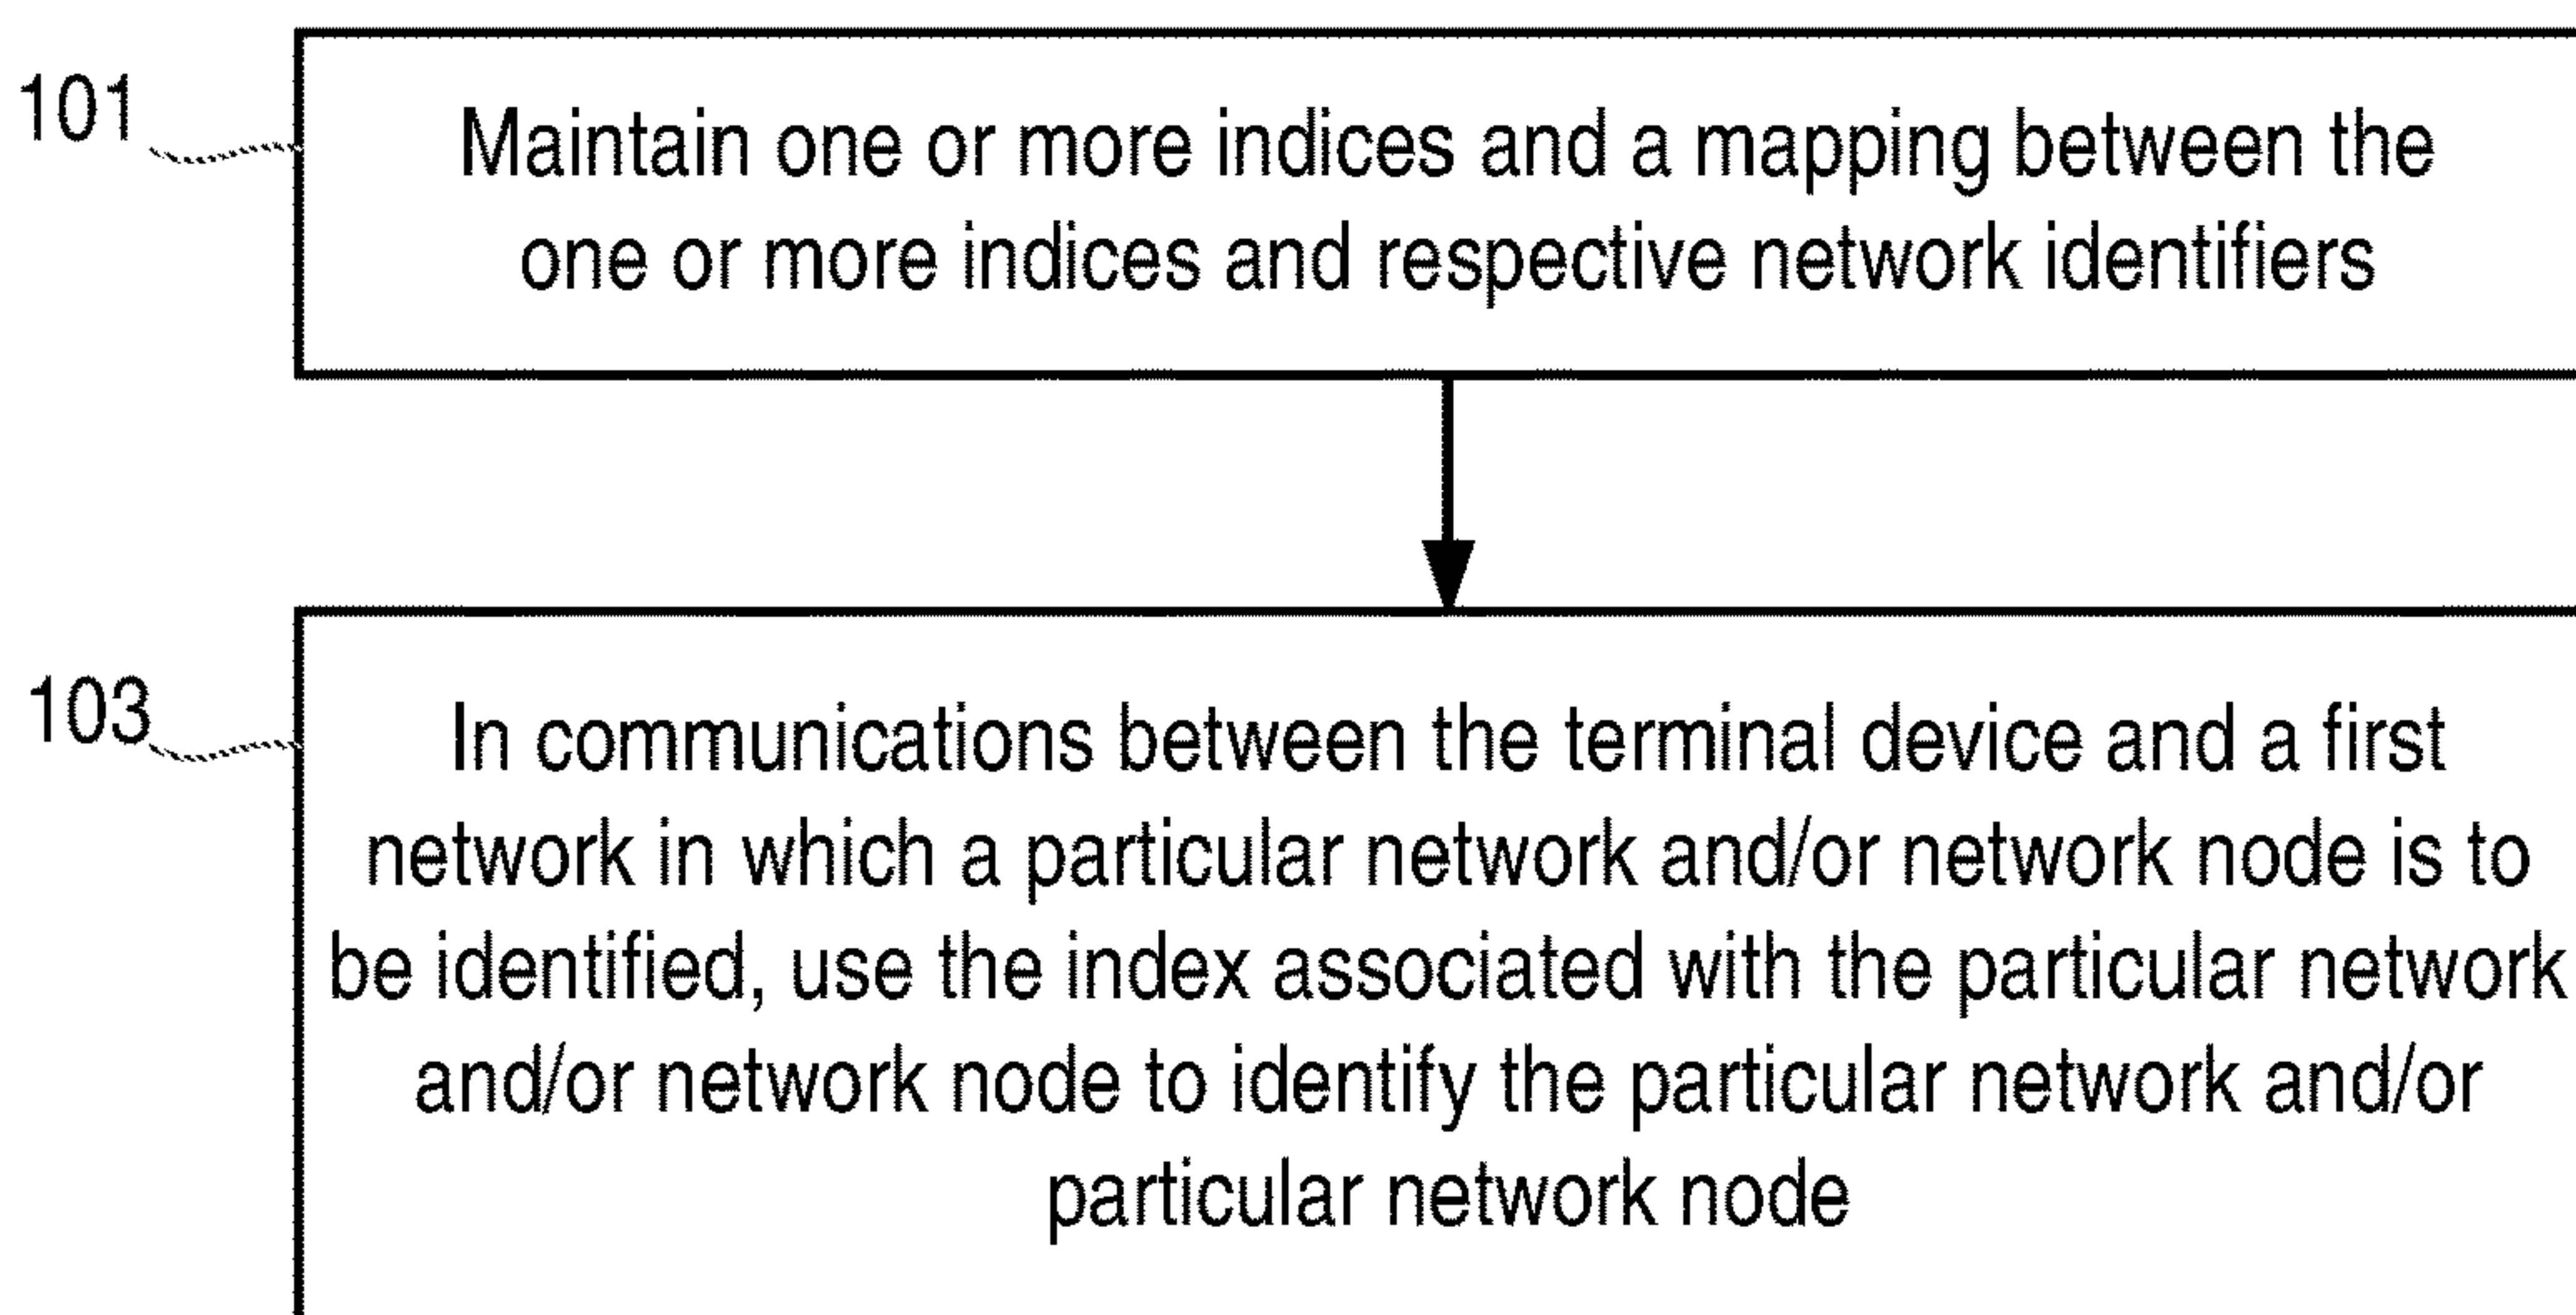 101
Maintain one or more indices and a mapping between the
one or more indices and respective network identifiers
103
In communications between the terminal device and a first
network in which a particular network and/or network node is to
be identified, use the index associated with the particular network
and/or network node to identify the particular network and/or
particular network node